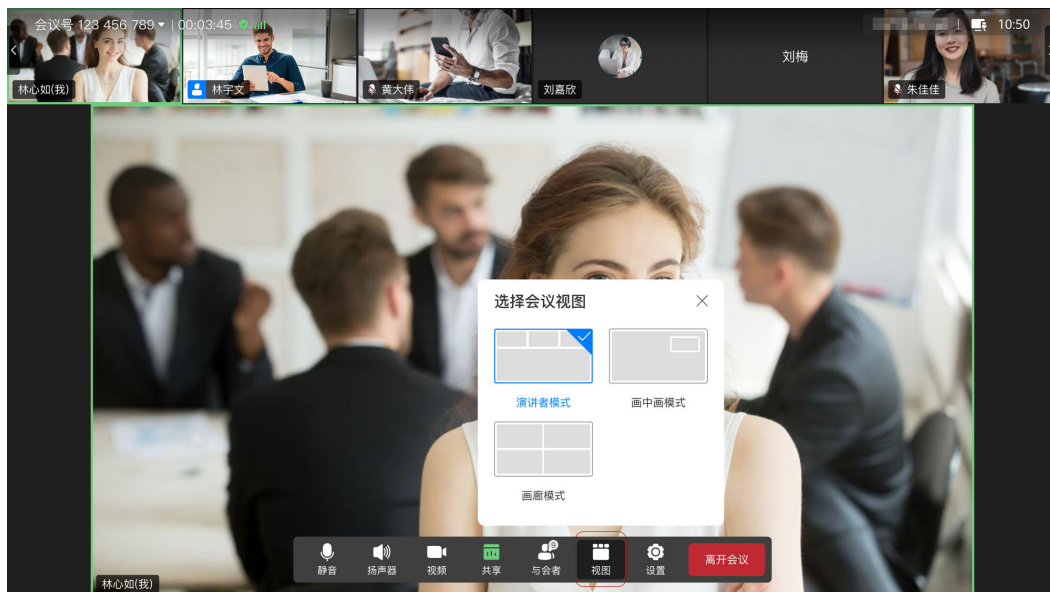 会议号 123 456 789 00:03:45
10:50
林心如(我)
林宇文
黄大伟
刘嘉欣
刘梅
朱佳佳
选择会议视图
演讲者模式
画中画模式
画廊模式
静音
扬声器
视频
共享
9
与会者
视图
设置
离开会议
林心如(我)